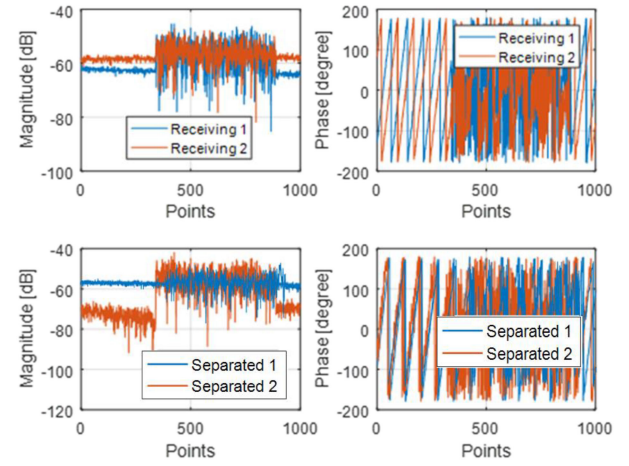 -40
-60
-80
-100
Magnitude [dB]
0
500
1000
Points
Receiving 1
Receiving 2
200
100
0
-100
-200
Phase [degree]
0
500
1000
Points
Receiving 1
Receiving 2
-40
-60
-80
-100
-120
Magnitude [dB]
0
500
1000
Points
Separated 1
Separated 2
200
100
0
-100
-200
Phase [degree]
0
500
1000
Points
Separated 1
Separated 2